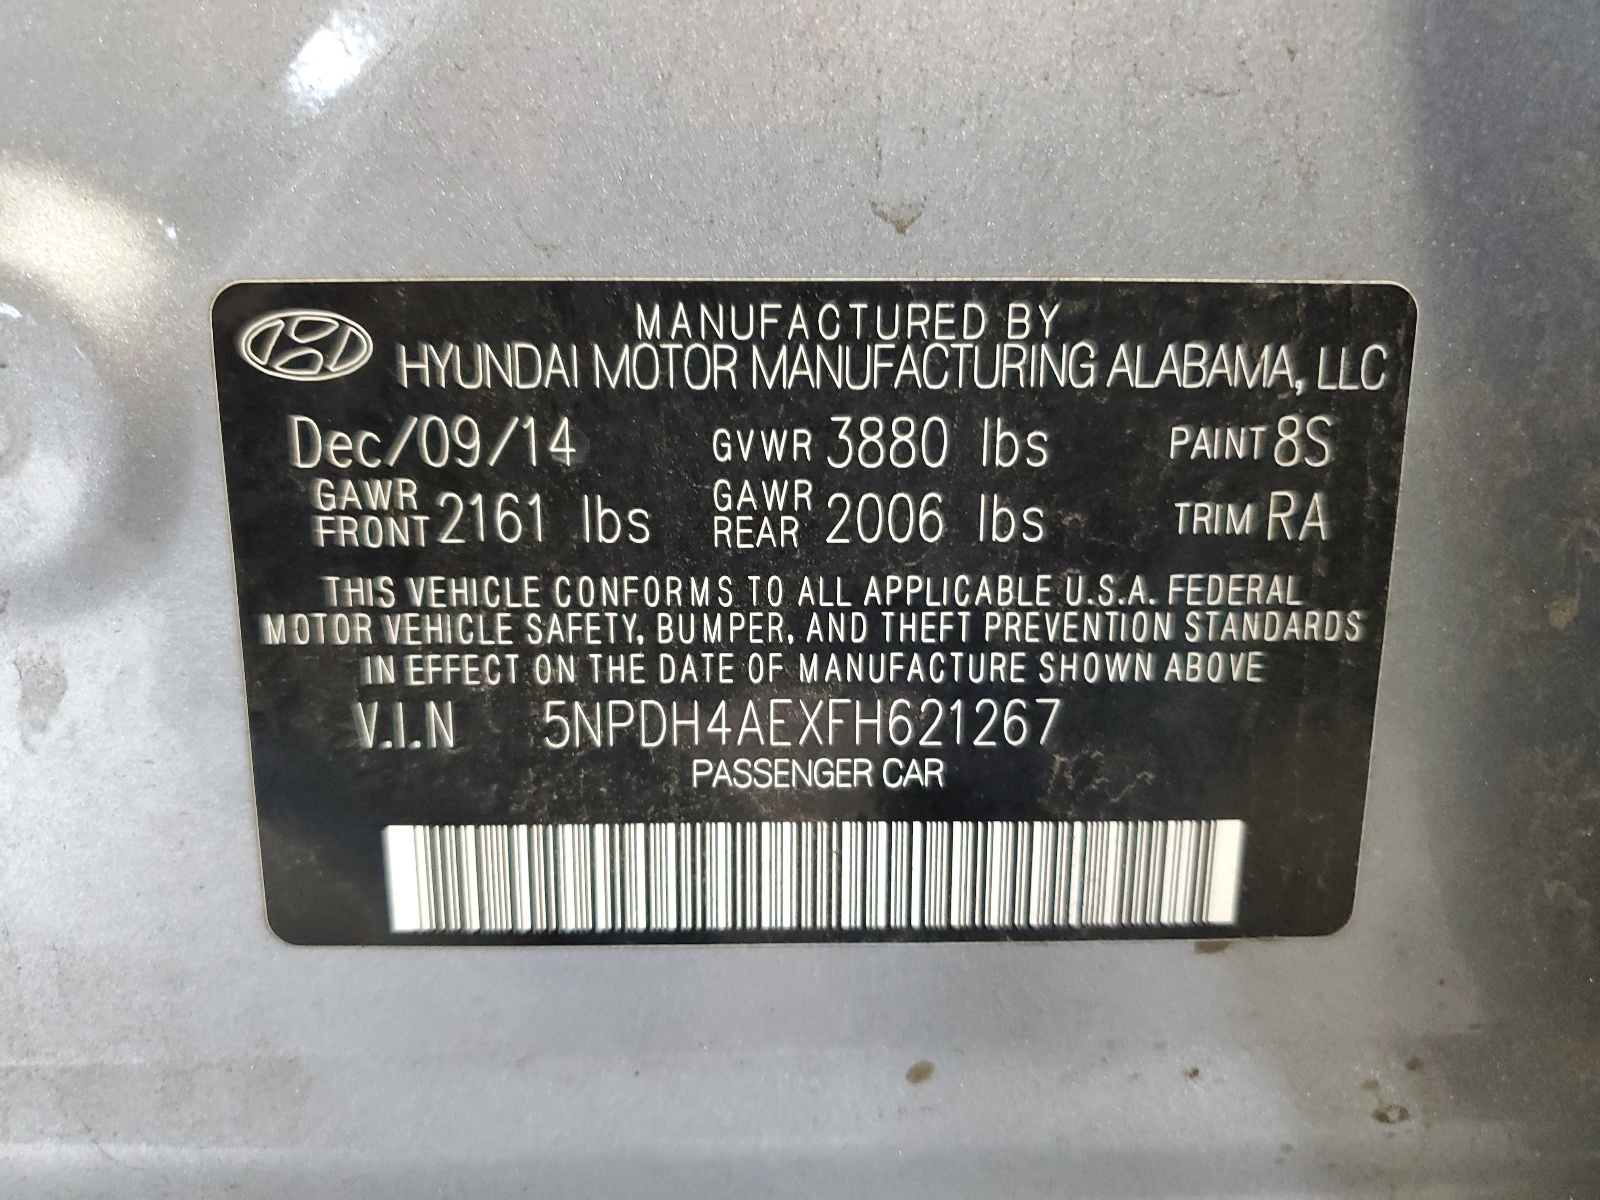 MANUFACTURED BY
HYUNDAI MOTOR MANUFACTURING ALABAMA, LLC
Dec/09/14 GVWR 3880 lbs PAINT 8S
GAWR FRONT 2161 lbs GAWR REAR 2006 lbs TRIM RA
THIS VEHICLE CONFORMS TO ALL APPLICABLE U.S.A. FEDERAL
MOTOR VEHICLE SAFETY, BUMPER, AND THEFT PREVENTION STANDARDS
IN EFFECT ON THE DATE OF MANUFACTURE SHOWN ABOVE
V.I.N 5NPDH4AEXFH621267
PASSENGER CAR